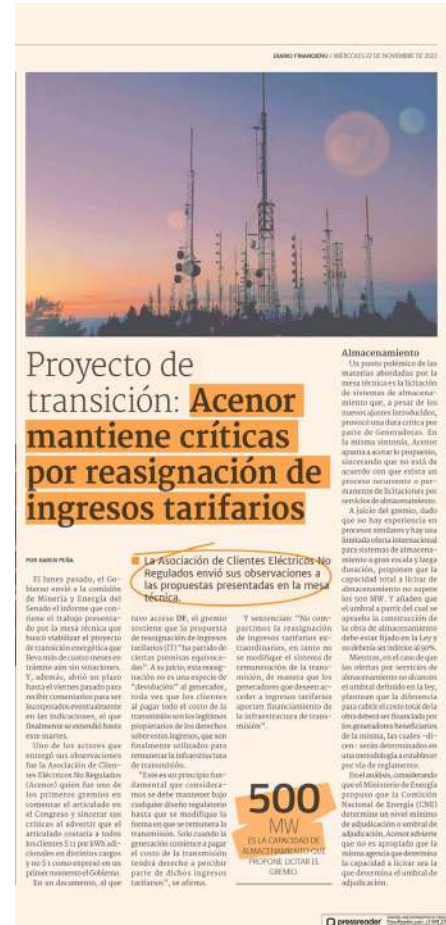 DIARIO FINANCIERO / MIÉRCOLES 22 DE NOVIEMBRE DE 2023
Proyecto de
transición: Acenor
mantiene críticas
por reasignación de
ingresos tarifarios
■ La Asociación de Clientes Eléctricos No
Regulados envió sus observaciones a
las propuestas presentadas en la mesa
técnica.
POR KAREN PEÑA
El lunes pasado, el Go-
bierno envió a la comisión
de Minería y Energía del
Senado el informe que con-
tiene el trabajo presenta-
do por la mesa técnica que
buscó viabilizar el proyecto
de transición energética que
lleva más de cuatro meses en
trámite aún sin votaciones.
Y, además, abrió un plazo
hasta el viernes pasado para
recibir comentarios para ser
incorporados eventualmente
en las indicaciones, el que
finalmente se extendió hasta
este martes.
Uno de los actores que
entregó sus observaciones
fue la Asociación de Clien-
tes Eléctricos No Regulados
(Acenor) quien fue uno de
los primeros gremios en
comentar el articulado en
el Congreso y sincerar sus
críticas al advertir que el
articulado costaría a todos
los clientes $ 11 por kWh adi-
cionales en distintos cargos
y no $ 1 como expresó en un
primer momento el Gobierno.
En un documento, al que
tuvo acceso DF, el gremio
sostiene que la propuesta
de reasignación de ingresos
tarifarios (IT) "ha partido de
ciertas premisas equivoca-
das". A su juicio, esta reasig-
nación no es una especie de
"devolución" al generador,
toda vez que los clientes
al pagar todo el costo de la
transmisión son los legítimos
propietarios de los derechos
sobre estos ingresos, que son
finalmente utilizados para
remunerar la infraestructura
de transmisión.
"Este es un principio fun-
damental que considera-
mos se debe mantener bajo
cualquier diseño regulatorio
hasta que se modifique la
forma en que se remunera la
transmisión. Solo cuando la
generación comience a pagar
el costo de la transmisión
tendrá derecho a percibir
parte de dichos ingresos
tarifarios", se afirma.
Y sentencian: "No com-
partimos la reasignación
de ingresos tarifarios ex-
traordinarios, en tanto no
se modifique el sistema de
remuneración de la trans-
misión, de manera que los
generadores que deseen ac-
ceder a ingresos tarifarios
aporten financiamiento de
la infraestructura de trans-
misión".
500
MW
ES LA CAPACIDAD DE
ALMACENAMIENTO QUE
PROPONE LICITAR EL
GREMIO.
Almacenamiento
Un punto polémico de las
materias abordadas por la
mesa técnica es la licitación
de sistemas de almacena-
miento que, a pesar de los
nuevos ajustes introducidos,
provocó una dura crítica por
parte de Generadoras. En
la misma sintonía, Acenor
apunta a acotar lo propuesto,
sincerando que no está de
acuerdo con que exista un
proceso recurrente o per-
manente de licitaciones por
servicios de almacenamiento.
A juicio del gremio, dado
que no hay experiencia en
procesos similares y hay una
limitada oferta internacional
para sistemas de almacena-
miento a gran escala y larga
duración, proponen que la
capacidad total a licitar de
almacenamiento no supere
los 500 MW. Y añaden que
el umbral a partir del cual se
aprueba la construcción de
la obra de almacenamiento
debe estar fijado en la Ley y
no debería ser inferior al 90%.
Mientras, en el caso de que
las ofertas por servicios de
almacenamiento no alcancen
el umbral definido en la ley,
plantean que la diferencia
para cubrir el costo total de la
obra deberá ser financiada por
los generadores beneficiarios
de la misma, las cuales -di-
cen- serán determinados en
una metodología a establecer
por vía de reglamento.
En el análisis, considerando
que el Ministerio de Energía
propuso que la Comisión
Nacional de Energía (CNE)
determine un nivel mínimo
de adjudicación o umbral de
adjudicación, Acenor advierte
que no es apropiado que la
misma agencia que determina
la capacidad a licitar sea la
que determina el umbral de
adjudicación.
pressreader